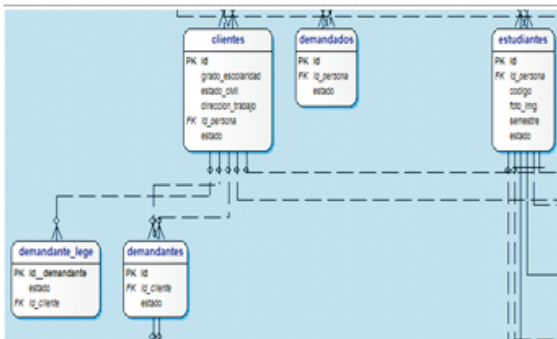 clientes
PK id
grado_escolaridad
estado_civil
direccion_trabajo
FK id_persona
estado
demandados
PK id
FK id_persona
estado
estudiantes
PK id
FK id_persona
codigo
foto_img
semestre
estado
demandante_lege
PK id__demandante
estado
FK id_cliente
demandantes
PK id
FK id_cliente
estado